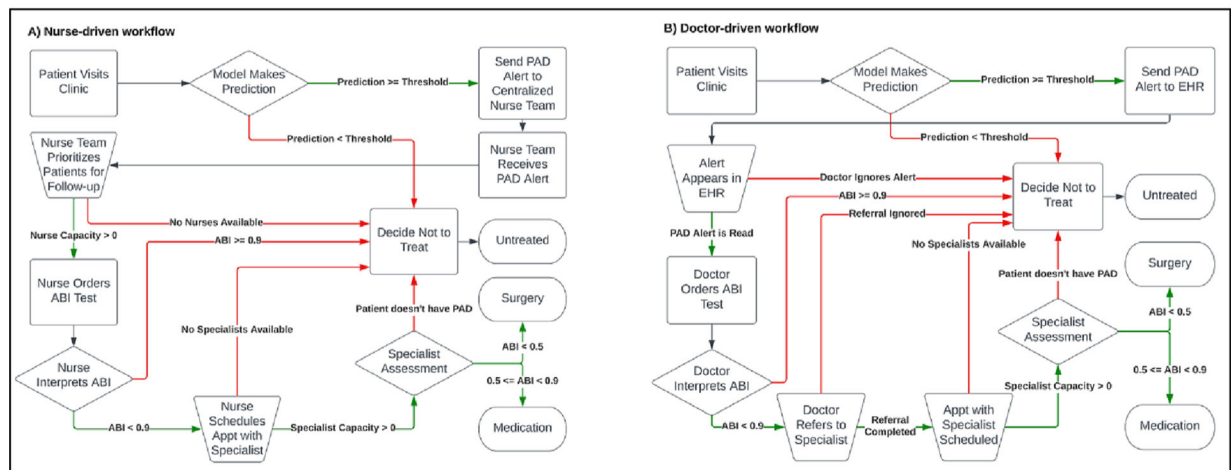 A) Nurse-driven workflow
Patient Visits
Clinic
Model Makes
Prediction
Prediction >= Threshold
Send PAD
Alert to
Centralized
Nurse Team
Prediction < Threshold
Nurse Team
Receives
PAD Alert
Nurse Team
Prioritizes
Patients for
Follow-up
No Nurses Available
Nurse Capacity > 0
ABI >= 0.9
Decide Not to
Treat
Untreated
Nurse Orders
ABI Test
No Specialists Available
Patient doesn't have PAD
Surgery
ABI < 0.5
Nurse
Interprets ABI
Specialist
Assessment
0.5 <= ABI < 0.9
ABI < 0.9
Nurse
Schedules
Appt with
Specialist
Specialist Capacity > 0
Medication
B) Doctor-driven workflow
Patient Visits
Clinic
Model Makes
Prediction
Prediction >= Threshold
Send PAD
Alert to EHR
Prediction < Threshold
Alert
Appears in
EHR
Doctor Ignores Alert
ABI >= 0.9
Referral Ignored
Decide Not to
Treat
Untreated
PAD Alert is Read
No Specialists Available
Doctor
Orders ABI
Test
Patient doesn't have PAD
Surgery
ABI < 0.5
Specialist
Assessment
Doctor
Interprets ABI
0.5 <= ABI < 0.9
Specialist Capacity > 0
ABI < 0.9
Doctor
Refers to
Specialist
Referral
Completed
Appt with
Specialist
Scheduled
Medication